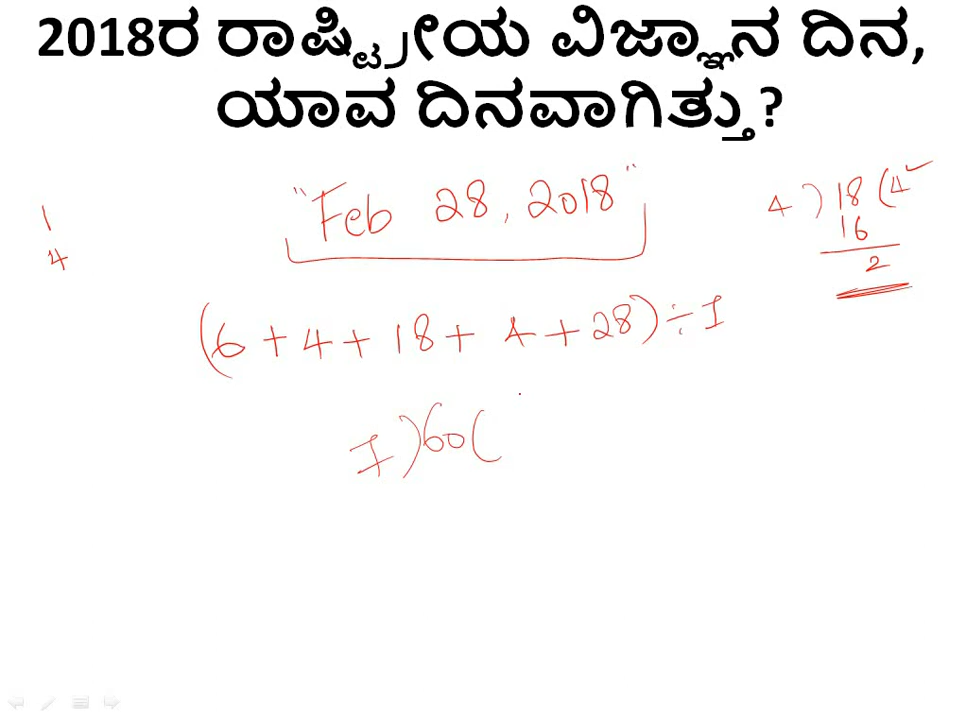 2018ರ ರಾಷ್ಟ್ರೀಯ ವಿಜ್ಞಾನ ದಿನ,
ಯಾವ ದಿನವಾಗಿತ್ತು?
1
4
"Feb 28, 2018"
4 ) 18 ( 4
16
2
(6 + 4 + 18 + 4 + 28) ÷ 7
7 ) 60 (